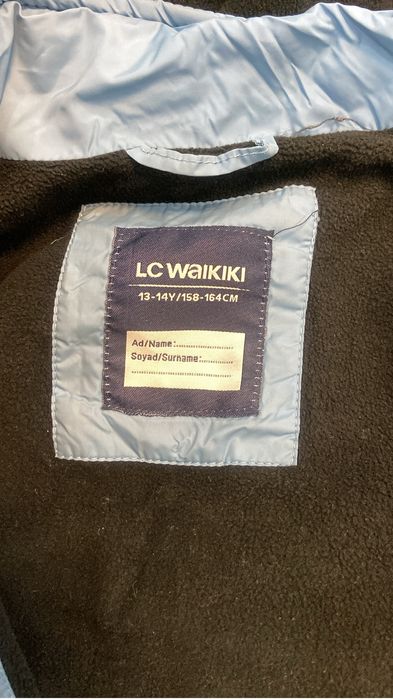 LC WAIKIKI
13-14Y/158-164CM
Ad/Name:....................
Soyad/Surname:............
................................